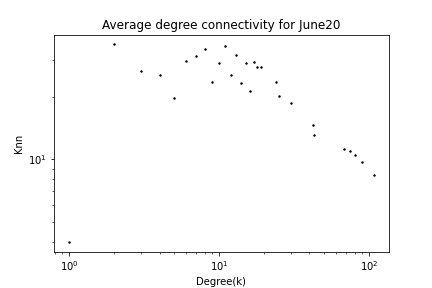 Average degree connectivity for June20
Knn
10¹
10⁰ 10¹ 10²
Degree(k)